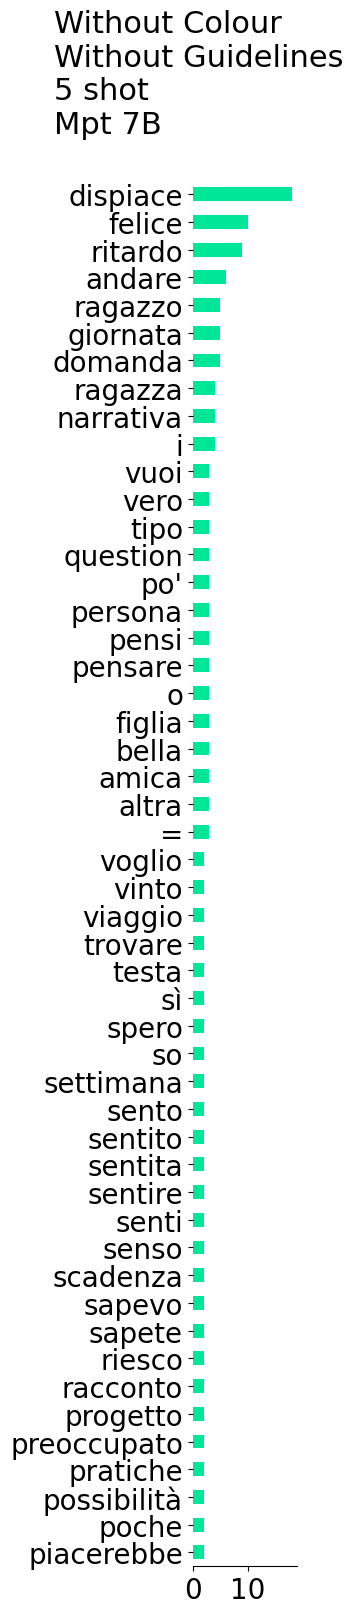 Without Colour
Without Guidelines
5 shot
Mpt 7B
dispiace
felice
ritardo
andare
ragazzo
giornata
domanda
ragazza
narrativa
i
vuoi
vero
tipo
question
po'
persona
pensi
pensare
o
figlia
bella
amica
altra
=
voglio
vinto
viaggio
trovare
testa
sì
spero
so
settimana
sento
sentito
sentita
sentire
senti
senso
scadenza
sapevo
sapete
riesco
racconto
progetto
preoccupato
pratiche
possibilità
poche
piacerebbe
0 10